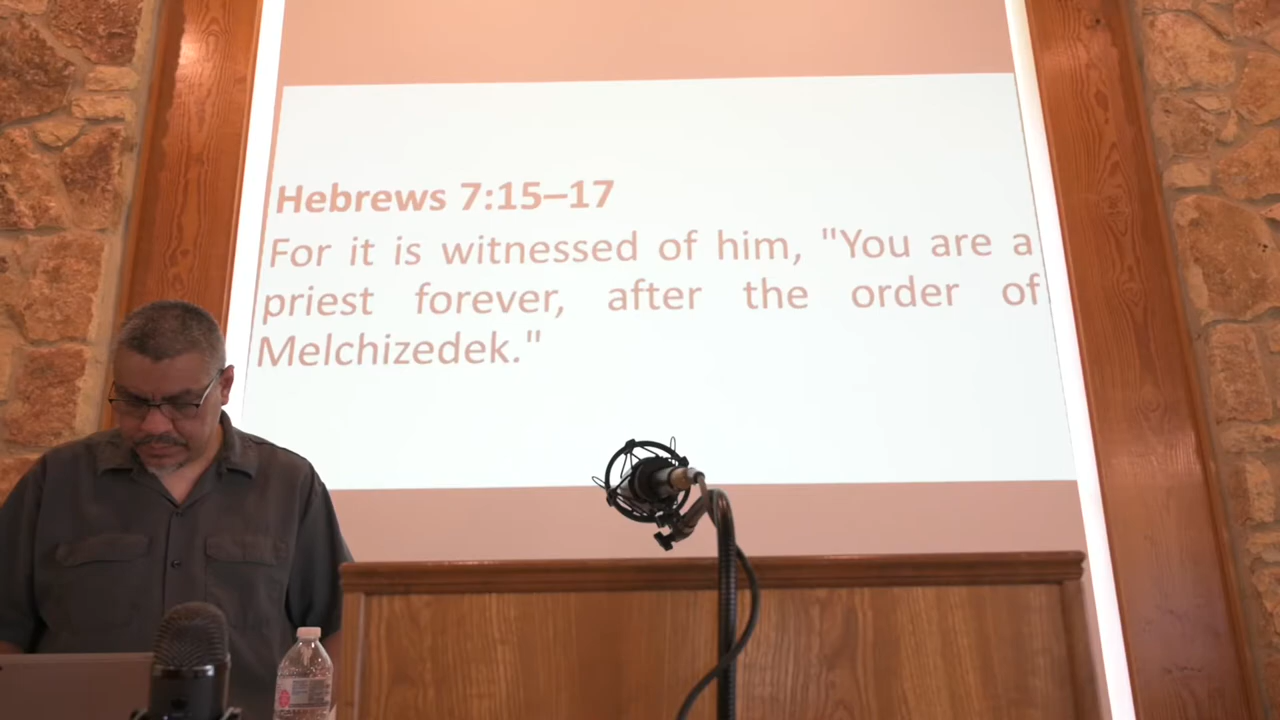 Hebrews 7:15–17
For it is witnessed of him, "You are a
priest forever, after the order of
Melchizedek."